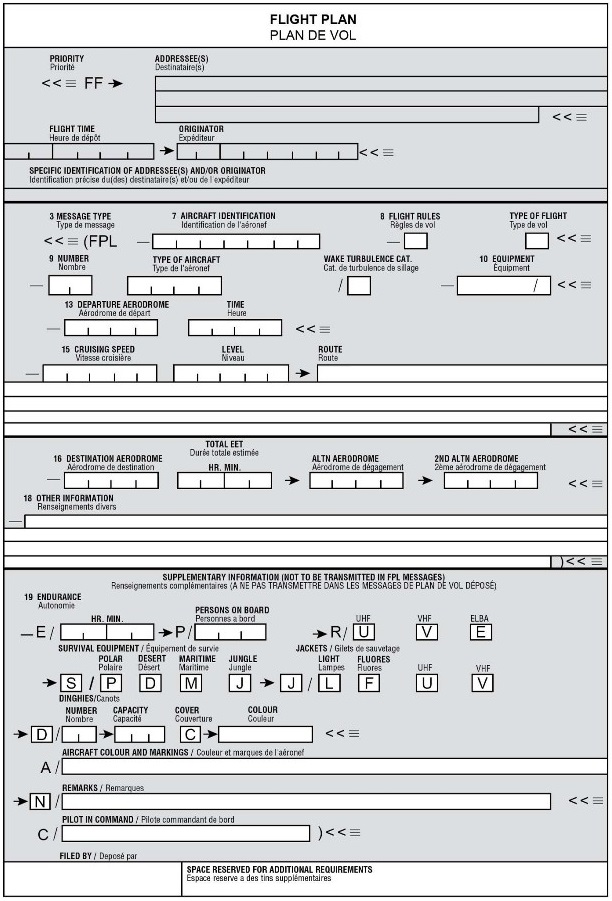 FLIGHT PLAN
PLAN DE VOL
PRIORITY
Priorité
ADDRESSEE(S)
Destinataire(s)
<<≡ FF →
<<≡
FLIGHT TIME
Heure de dépôt
ORIGINATOR
Expéditeur
→ <<≡
SPECIFIC IDENTIFICATION OF ADDRESSEE(S) AND/OR ORIGINATOR
Identification précise du(des) destinataire(s) et/ou de l'expéditeur
3 MESSAGE TYPE
Type de message
7 AIRCRAFT IDENTIFICATION
Identification de l'aéronef
8 FLIGHT RULES
Règles de vol
TYPE OF FLIGHT
Type de vol
<<≡ (FPL — — <<≡
9 NUMBER
Nombre
TYPE OF AIRCRAFT
Type de l'aéronef
WAKE TURBULENCE CAT.
Cat. de turbulence de sillage
10 EQUIPMENT
Équipement
— / — / <<≡
13 DEPARTURE AERODROME
Aérodrome de départ
TIME
Heure
— <<≡
15 CRUISING SPEED
Vitesse croisière
LEVEL
Niveau
ROUTE
Route
— →
<<≡
16 DESTINATION AERODROME
Aérodrome de destination
TOTAL EET
Durée totale estimée
HR. MIN.
ALTN AERODROME
Aérodrome de dégagement
2ND ALTN AERODROME
2ème aérodrome de dégagement
— → → <<≡
18 OTHER INFORMATION
Renseignements divers
—
)<<≡
SUPPLEMENTARY INFORMATION (NOT TO BE TRANSMITTED IN FPL MESSAGES)
Renseignements complémentaires (A NE PAS TRANSMETTRE DANS LES MESSAGES DE PLAN DE VOL DÉPOSÉ)
19 ENDURANCE
Autonomie
HR. MIN.
PERSONS ON BOARD
Personnes a bord
UHF VHF ELBA
—E/ →P/ →R/ U V E
SURVIVAL EQUIPMENT / Équipement de survie
JACKETS / Gilets de sauvetage
POLAR
Polaire
DESERT
Désert
MARITIME
Maritime
JUNGLE
Jungle
LIGHT
Lampes
FLUORES
Fluores
UHF VHF
→ S / P D M J → J / L F U V
DINGHIES/Canots
NUMBER
Nombre
CAPACITY
Capacité
COVER
Couverture
COLOUR
Couleur
→ D / → C → <<≡
AIRCRAFT COLOUR AND MARKINGS / Couleur et marques de l'aéronef
A/
REMARKS / Remarques
→ N / <<≡
PILOT IN COMMAND / Pilote commandant de bord
C/ )<<≡
FILED BY / Deposé par
SPACE RESERVED FOR ADDITIONAL REQUIREMENTS
Espace reserve a des tins supplémentaires